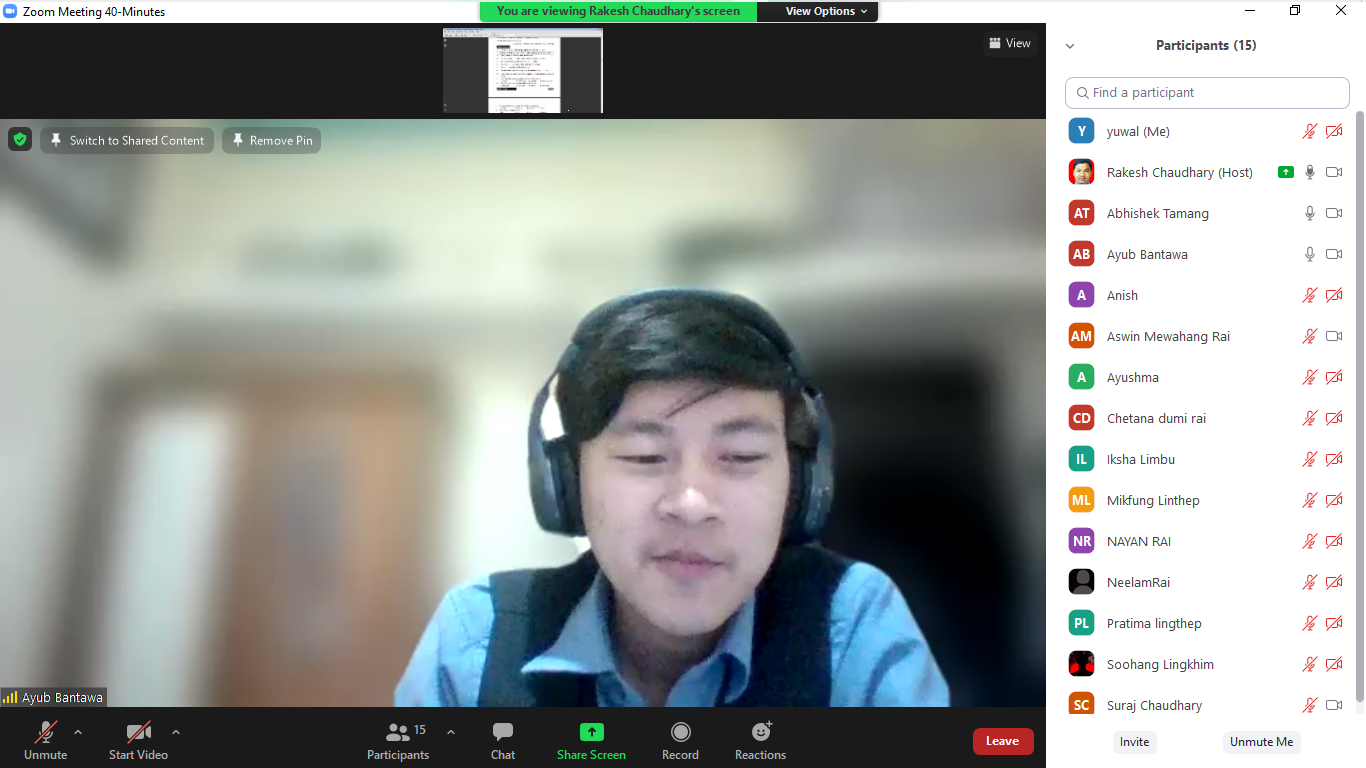 Zoom Meeting 40-Minutes
You are viewing Rakesh Chaudhary's screen
View Options
View
Switch to Shared Content
Remove Pin
Ayub Bantawa
Unmute
Start Video
15
Participants
Chat
Share Screen
Record
Reactions
Leave
Participants (15)
Find a participant
Y yuwal (Me)
Rakesh Chaudhary (Host)
AT Abhishek Tamang
AB Ayub Bantawa
A Anish
AM Aswin Mewahang Rai
A Ayushma
CD Chetana dumi rai
IL Iksha Limbu
ML Mikfung Linthep
NR NAYAN RAI
NeelamRai
PL Pratima lingthep
Soohang Lingkhim
SC Suraj Chaudhary
Invite
Unmute Me